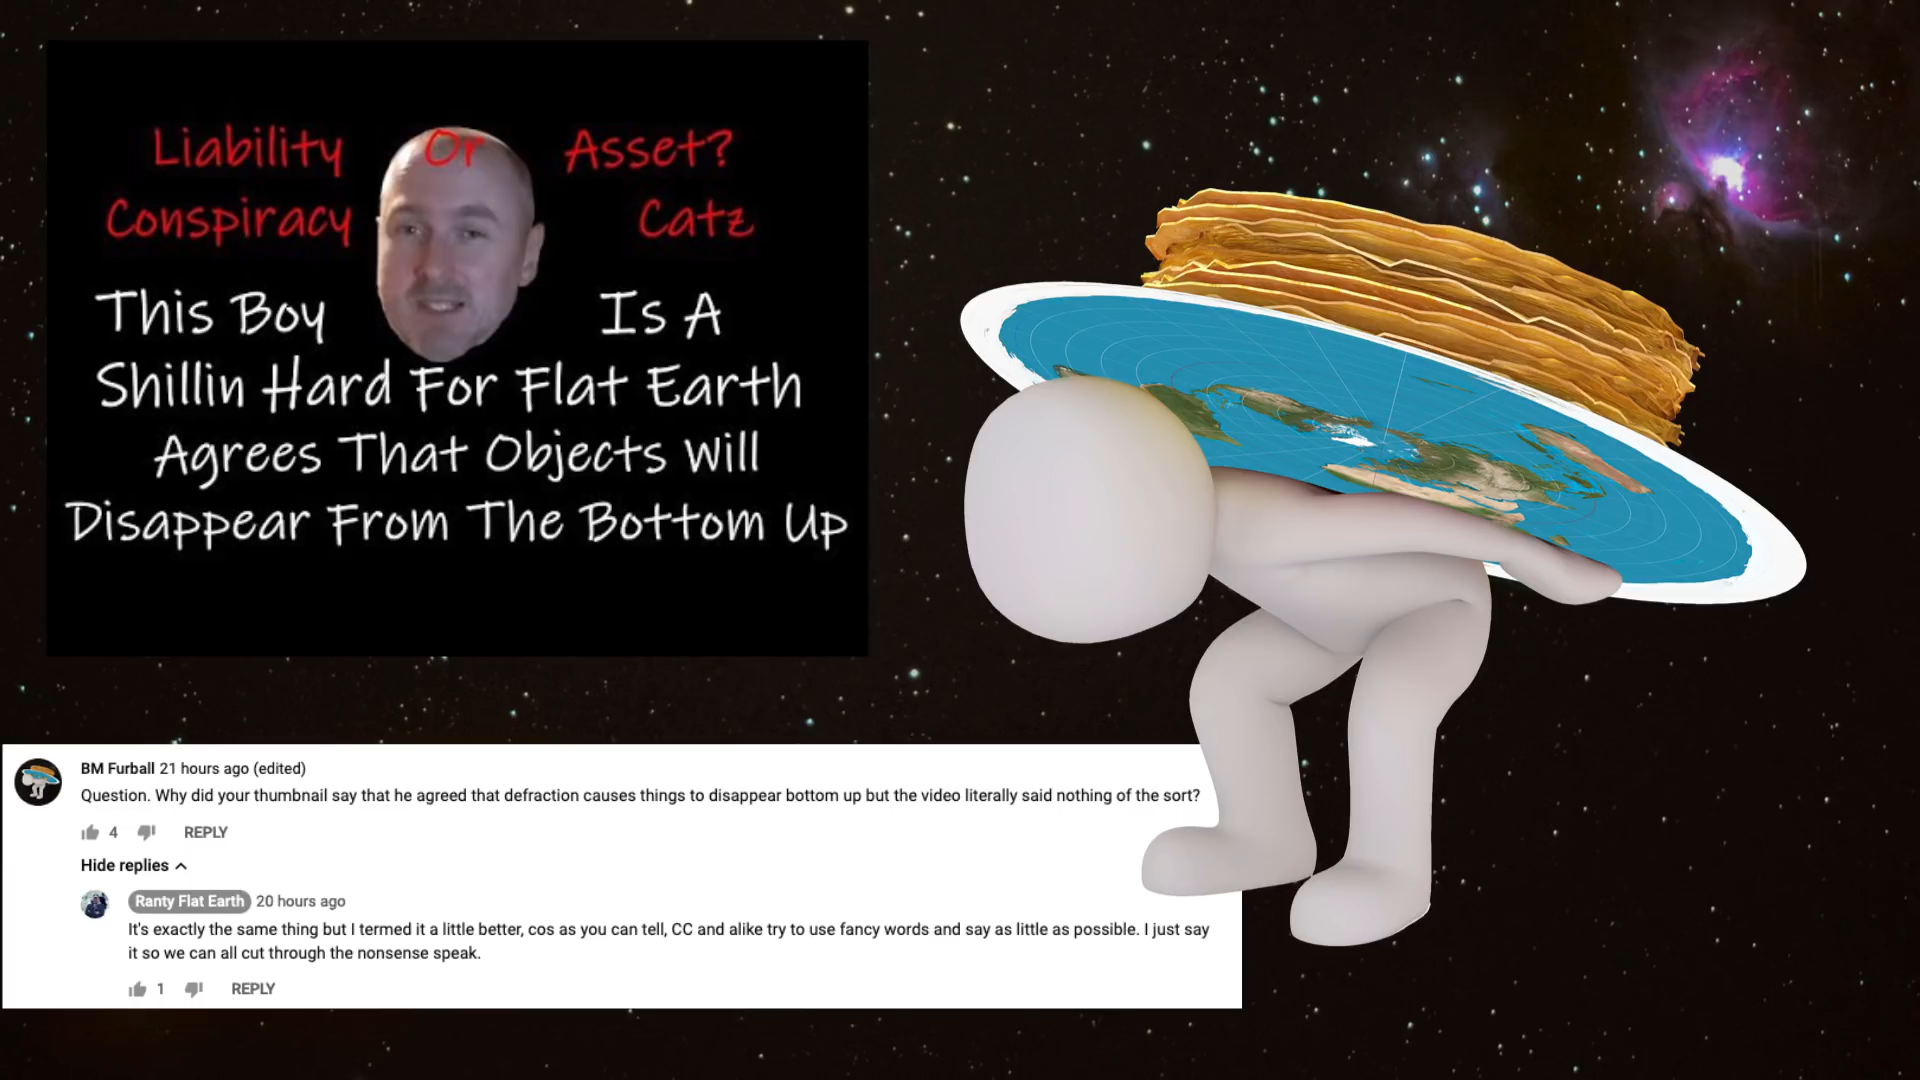 Liability Or Asset?
Conspiracy Catz
This Boy Is A
Shillin Hard For Flat Earth
Agrees That Objects Will
Disappear From The Bottom Up
BM Furball 21 hours ago (edited)
Question. Why did your thumbnail say that he agreed that defraction causes things to disappear bottom up but the video literally said nothing of the sort?
4 REPLY
Hide replies
Ranty Flat Earth 20 hours ago
It's exactly the same thing but I termed it a little better, cos as you can tell, CC and alike try to use fancy words and say as little as possible. I just say
it so we can all cut through the nonsense speak.
1 REPLY